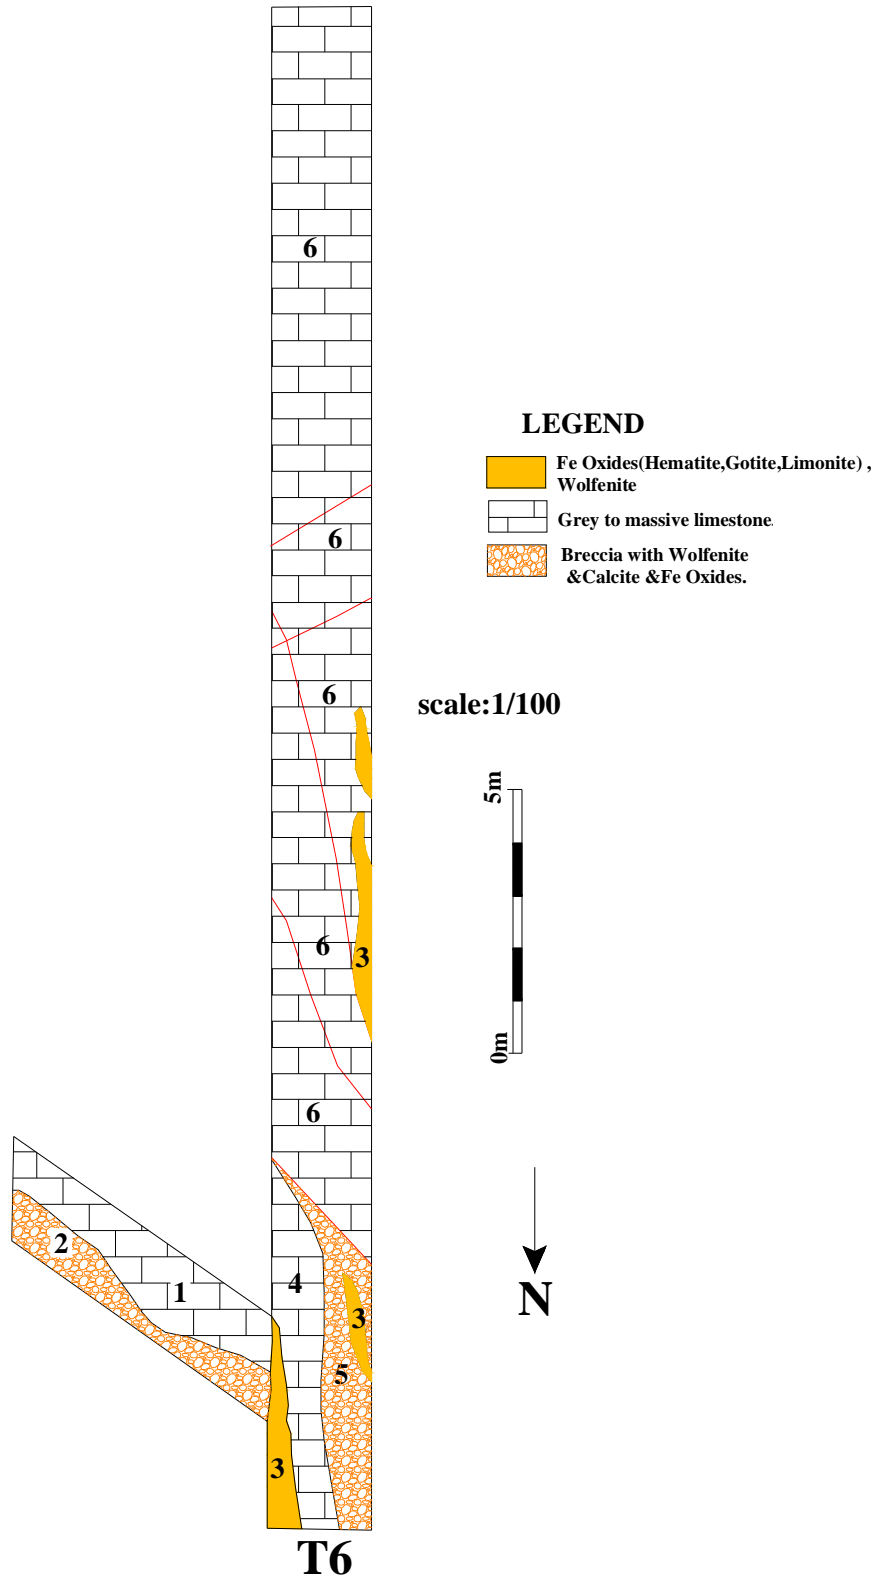 6
LEGEND
Fe Oxides(Hematite,Gotite,Limonite) ,
Wolfenite
6
Grey to massive limestone.
Breccia with Wolfenite
&Calcite &Fe Oxides.
6
scale:1/100
5m
6
3
0m
6
2
1
4
3
N
5
3
T6